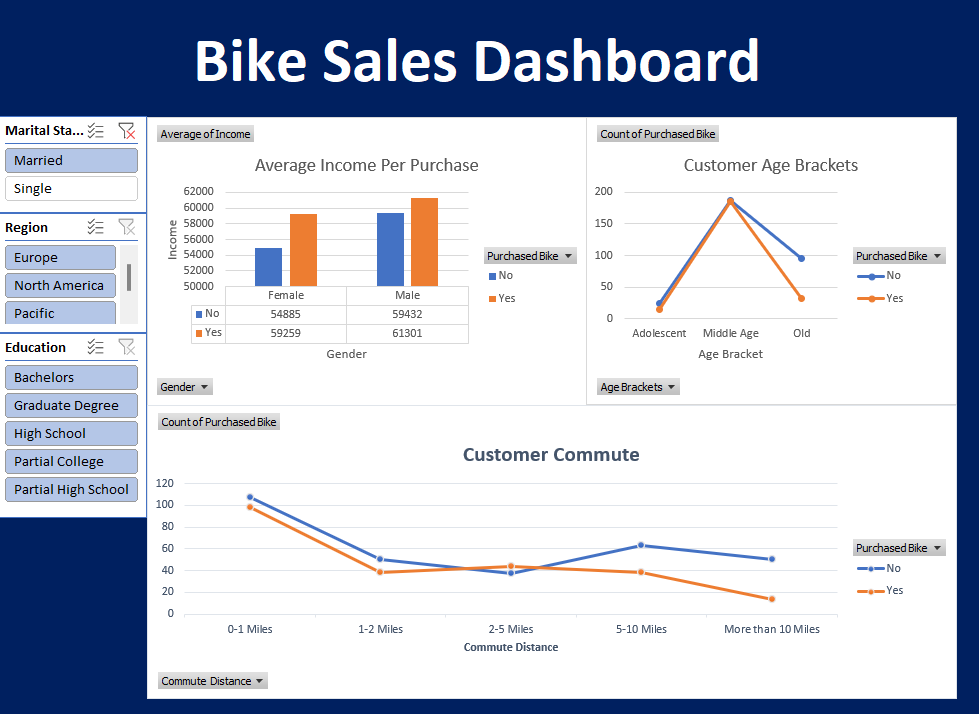 Bike Sales Dashboard
Marital Sta...
Married
Single
Region
Europe
North America
Pacific
Education
Bachelors
Graduate Degree
High School
Partial College
Partial High School
Average of Income
Average Income Per Purchase
62000
60000
58000
56000
54000
52000
50000
Income
Female Male
No 54885 59432
Yes 59259 61301
Gender
Purchased Bike
No
Yes
Gender
Count of Purchased Bike
Customer Age Brackets
200
150
100
50
0
Adolescent Middle Age Old
Age Bracket
Purchased Bike
No
Yes
Age Brackets
Count of Purchased Bike
Customer Commute
120
100
80
60
40
20
0
0-1 Miles 1-2 Miles 2-5 Miles 5-10 Miles More than 10 Miles
Commute Distance
Purchased Bike
No
Yes
Commute Distance